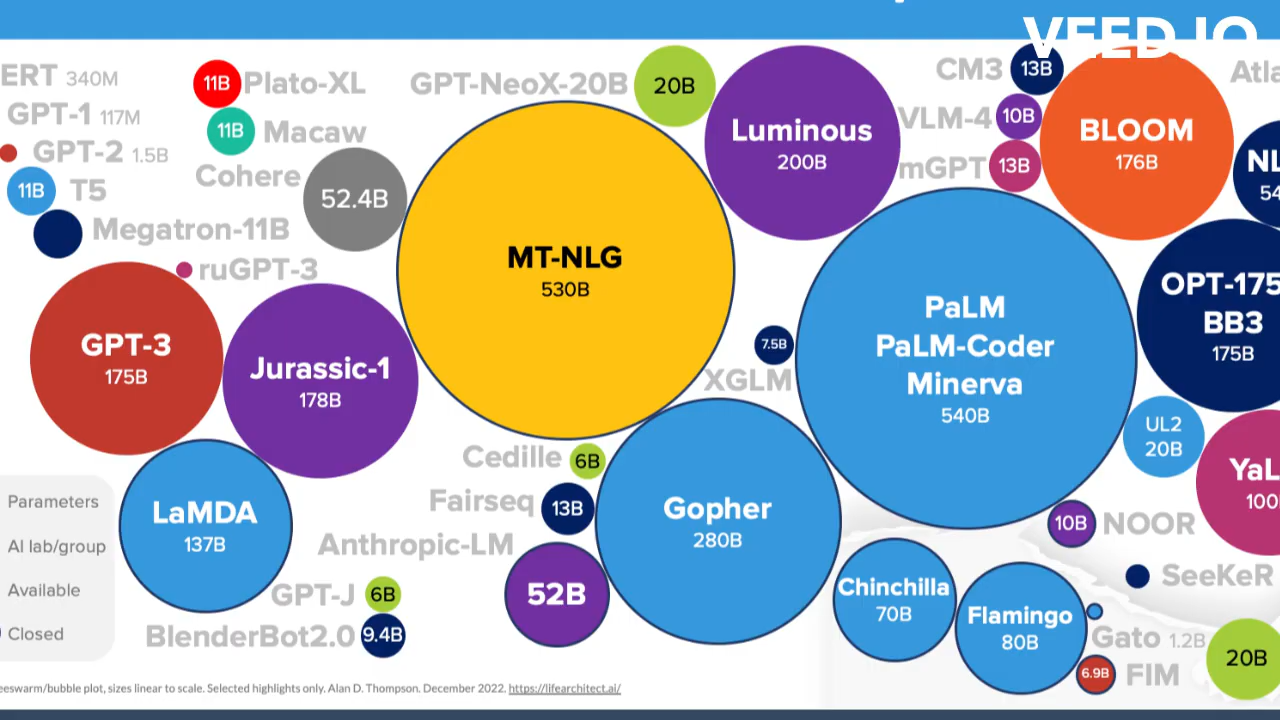 VEED.IO
ERT 340M
GPT-1 117M
GPT-2 1.5B
11B T5
Megatron-11B
ruGPT-3
11B Plato-XL
11B Macaw
Cohere
52.4B
GPT-NeoX-20B 20B
MT-NLG
530B
Luminous
200B
CM3 13B
VLM-4 10B
mGPT 13B
BLOOM
176B
Atla
NL
54
GPT-3
175B
Jurassic-1
178B
7.5B
XGLM
PaLM
PaLM-Coder
Minerva
540B
OPT-175
BB3
175B
UL2
20B
YaL
100
LaMDA
137B
Cedille 6B
Fairseq 13B
Anthropic-LM
52B
Gopher
280B
10B NOOR
SeeKeR
Chinchilla
70B
Flamingo
80B
Gato 1.2B
6.9B FIM
20B
GPT-J 6B
BlenderBot2.0 9.4B
Parameters
AI lab/group
Available
Closed
eeswarm/bubble plot, sizes linear to scale. Selected highlights only. Alan D. Thompson. December 2022. https://lifearchitect.ai/